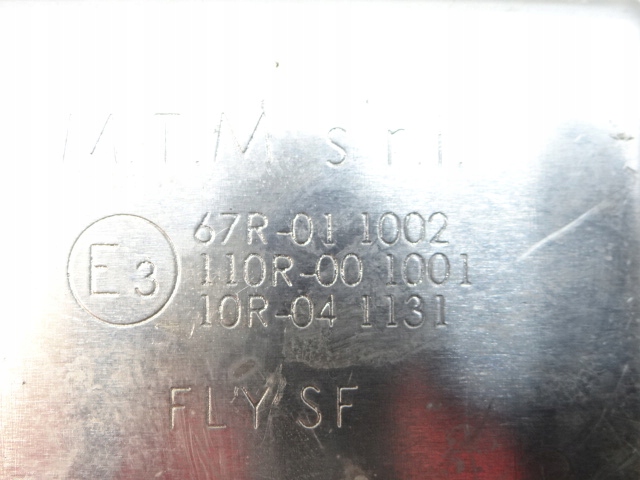 M.T.M s.r.l.
E3
67R-01 1002
110R-00 1001
10R-04 1131
FLY SF